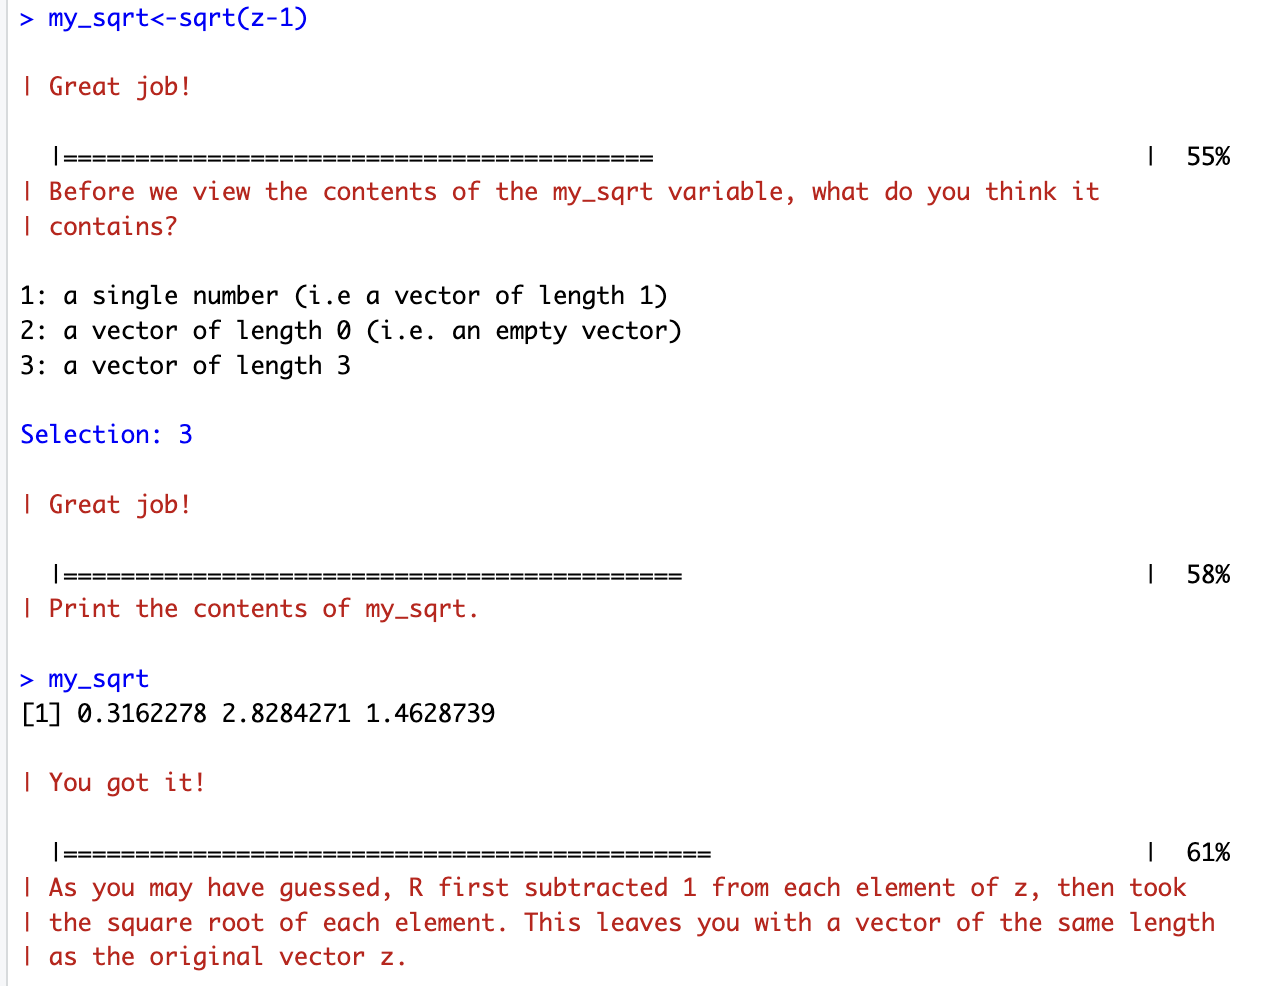 > my_sqrt<-sqrt(z-1)
| Great job!
|========================================= | 55%
| Before we view the contents of the my_sqrt variable, what do you think it
| contains?
1: a single number (i.e a vector of length 1)
2: a vector of length 0 (i.e. an empty vector)
3: a vector of length 3
Selection: 3
| Great job!
|=========================================== | 58%
| Print the contents of my_sqrt.
> my_sqrt
[1] 0.3162278 2.8284271 1.4628739
| You got it!
|============================================= | 61%
| As you may have guessed, R first subtracted 1 from each element of z, then took
| the square root of each element. This leaves you with a vector of the same length
| as the original vector z.